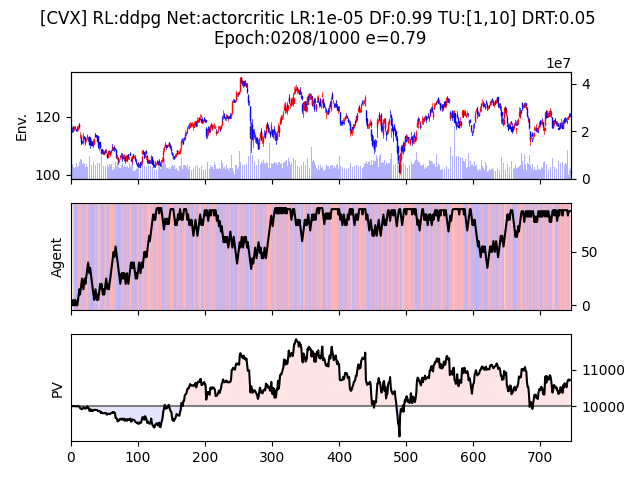 [CVX] RL:ddpg Net:actorcritic LR:1e-05 DF:0.99 TU:[1,10] DRT:0.05
Epoch:0208/1000 e=0.79
1e7
Env.
120
100
4
2
0
Agent
50
0
PV
11000
10000
0 100 200 300 400 500 600 700